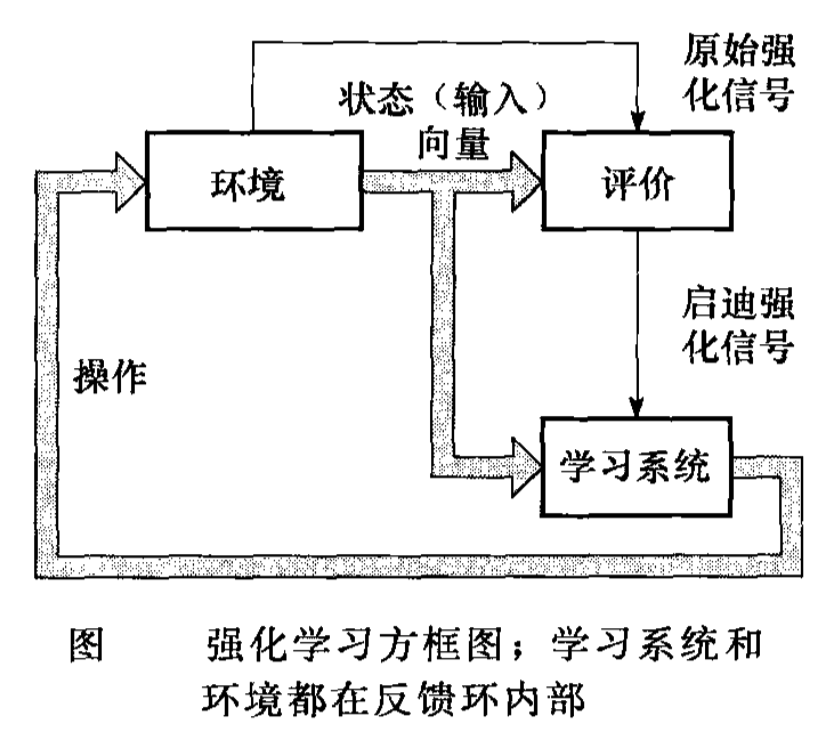 原始强
化信号
状态（输入）
向量
环境
评价
启迪强
化信号
操作
学习系统
图 强化学习方框图；学习系统和
环境都在反馈环内部